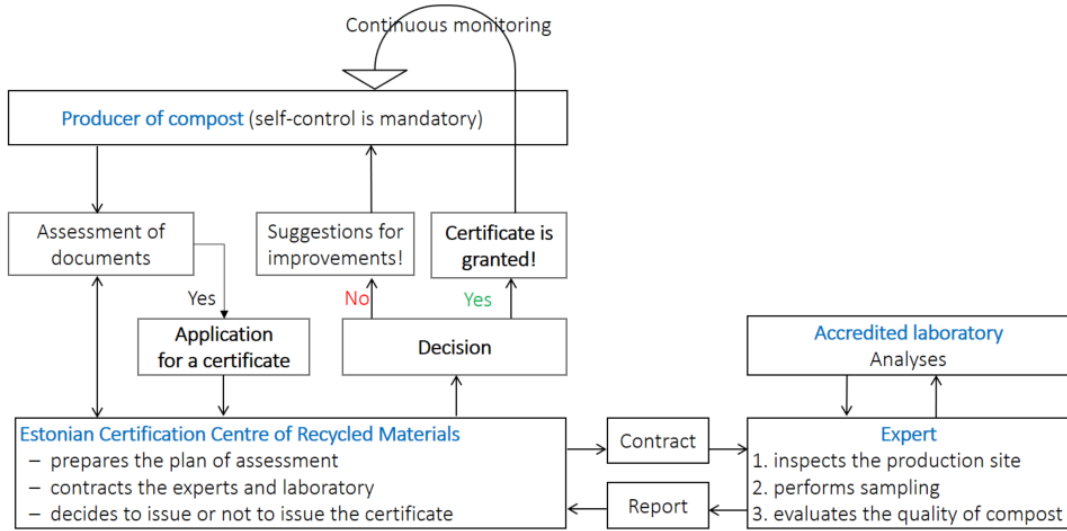 Continuous monitoring
Producer of compost (self-control is mandatory)
Assessment of
documents
Suggestions for
improvements!
Certificate is
granted!
Yes
No
Yes
Application
for a certificate
Decision
Accredited laboratory
Analyses
Estonian Certification Centre of Recycled Materials
– prepares the plan of assessment
– contracts the experts and laboratory
– decides to issue or not to issue the certificate
Contract
Report
Expert
1. inspects the production site
2. performs sampling
3. evaluates the quality of compost